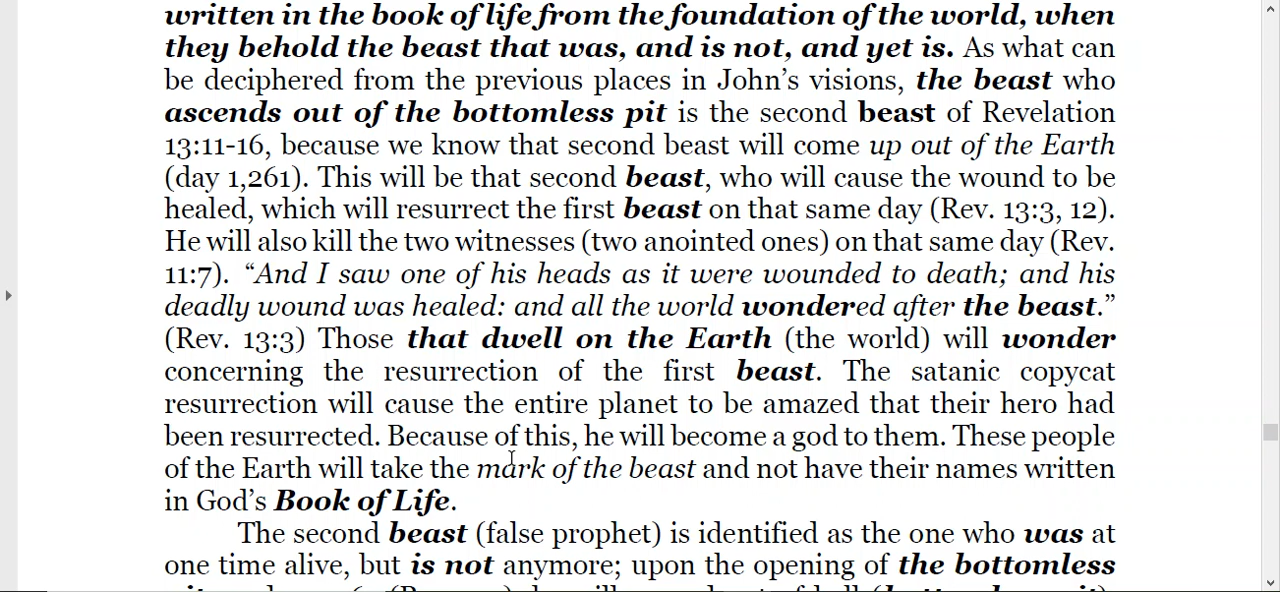 written in the book of life from the foundation of the world, when
they behold the beast that was, and is not, and yet is. As what can
be deciphered from the previous places in John’s visions, the beast who
ascends out of the bottomless pit is the second beast of Revelation
13:11-16, because we know that second beast will come up out of the Earth
(day 1,261). This will be that second beast, who will cause the wound to be
healed, which will resurrect the first beast on that same day (Rev. 13:3, 12).
He will also kill the two witnesses (two anointed ones) on that same day (Rev.
11:7). “And I saw one of his heads as it were wounded to death; and his
deadly wound was healed: and all the world wondered after the beast.”
(Rev. 13:3) Those that dwell on the Earth (the world) will wonder
concerning the resurrection of the first beast. The satanic copycat
resurrection will cause the entire planet to be amazed that their hero had
been resurrected. Because of this, he will become a god to them. These people
of the Earth will take the mark of the beast and not have their names written
in God’s Book of Life.
The second beast (false prophet) is identified as the one who was at
one time alive, but is not anymore; upon the opening of the bottomless